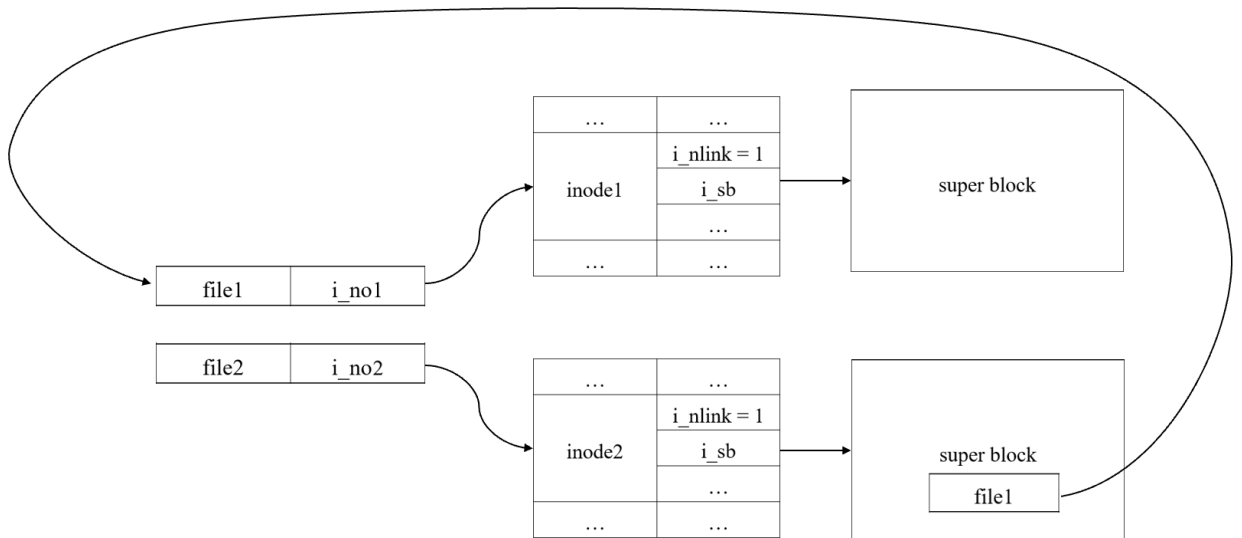 … …
i_nlink = 1
inode1 i_sb super block
…
… …
file1 i_no1
file2 i_no2
… …
i_nlink = 1
inode2 i_sb super block
…
file1
… …